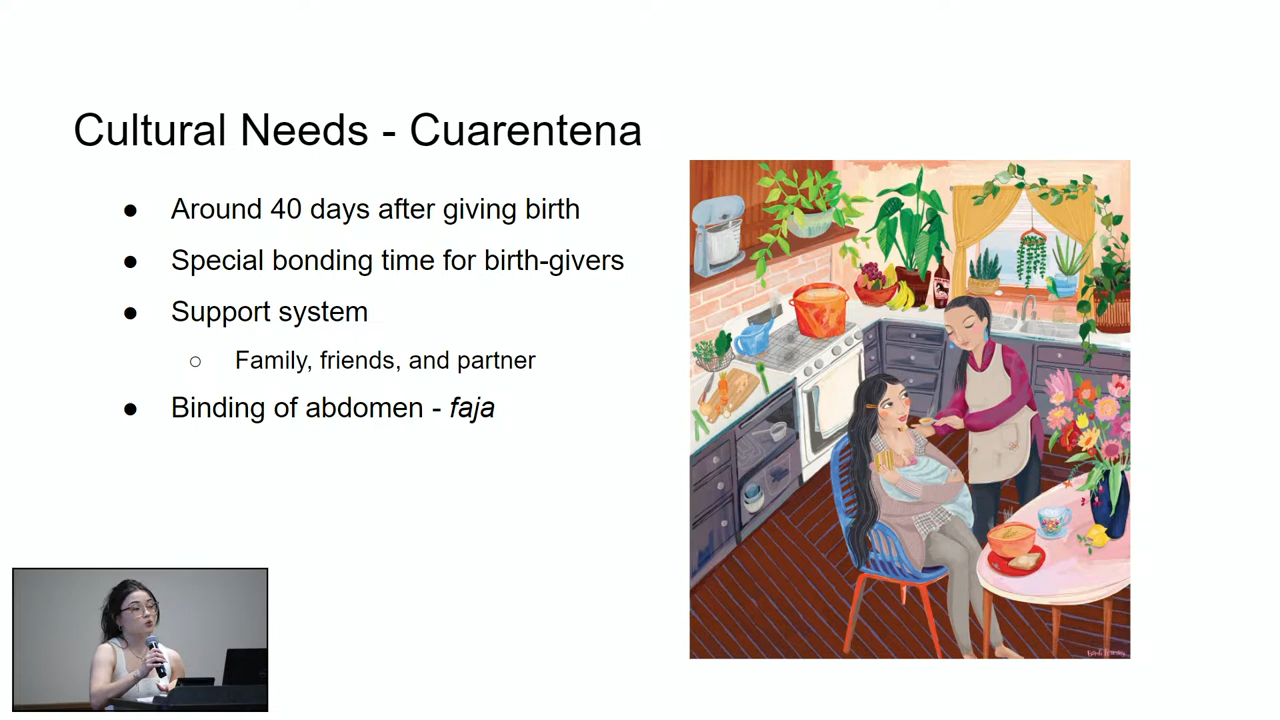 Cultural Needs - Cuarentena
● Around 40 days after giving birth
● Special bonding time for birth-givers
● Support system
○ Family, friends, and partner
● Binding of abdomen - faja